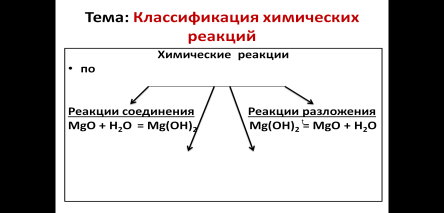 Тема: Классификация химических
реакций
Химические реакции
• по
Реакции соединения
MgO + H₂O = Mg(OH)₂
Реакции разложения
Mg(OH)₂ = MgO + H₂O